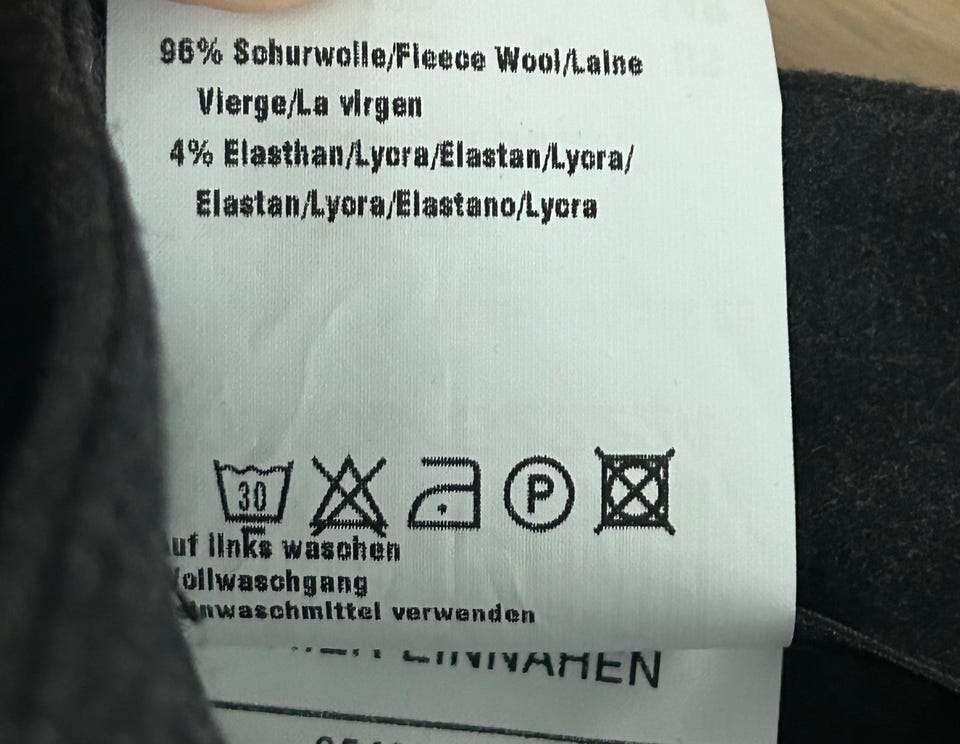 96% Schurwolle/Fleece Wool/Laine
Vierge/La virgen
4% Elasthan/Lycra/Elastan/Lycra/
Elastan/Lycra/Elastano/Lycra
30 P
uf links waschen
ollwaschgang
nwaschmittel verwenden
EINNÄHEN